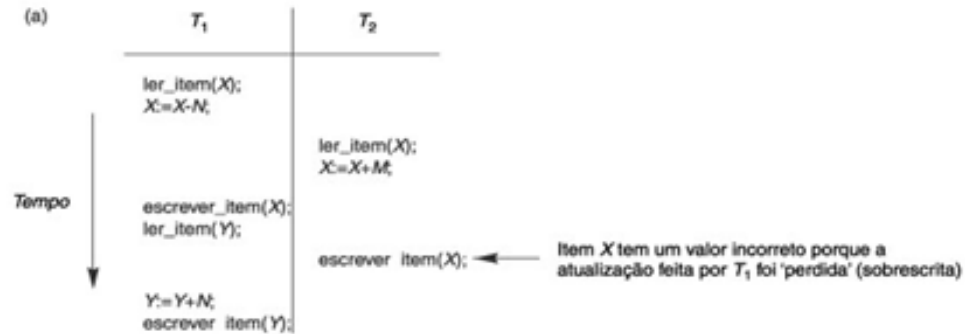 (a)
T1 T2
ler_item(X);
X:=X-N;
ler_item(X);
X:=X+M;
Tempo
escrever_item(X);
ler_item(Y);
escrever item(X);
Item X tem um valor incorreto porque a
atualização feita por T1 foi 'perdida' (sobrescrita)
Y:=Y+N;
escrever item(Y);